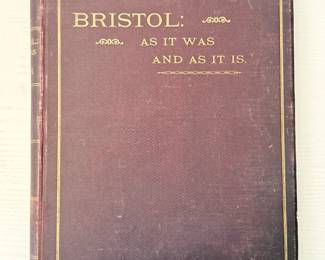 BRISTOL:
AS IT WAS
AND AS IT IS.